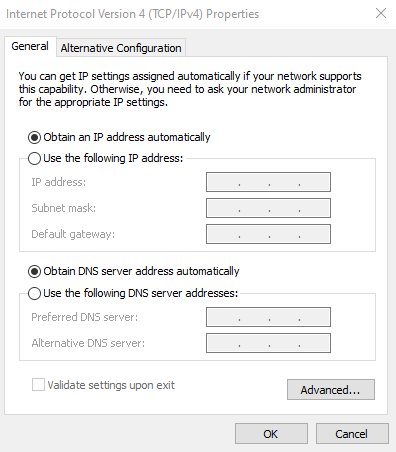 Internet Protocol Version 4 (TCP/IPv4) Properties
General
Alternative Configuration
You can get IP settings assigned automatically if your network supports
this capability. Otherwise, you need to ask your network administrator
for the appropriate IP settings.
Obtain an IP address automatically
Use the following IP address:
IP address:
Subnet mask:
Default gateway:
Obtain DNS server address automatically
Use the following DNS server addresses:
Preferred DNS server:
Alternative DNS server:
Validate settings upon exit
Advanced...
OK
Cancel